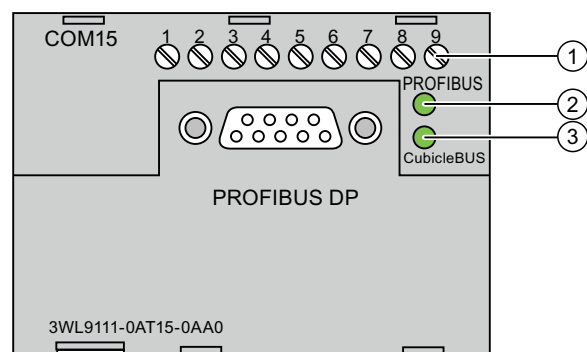 COM15
1 2 3 4 5 6 7 8 9
1
PROFIBUS
2
3
CubicleBUS
PROFIBUS DP
3WL9111-0AT15-0AA0